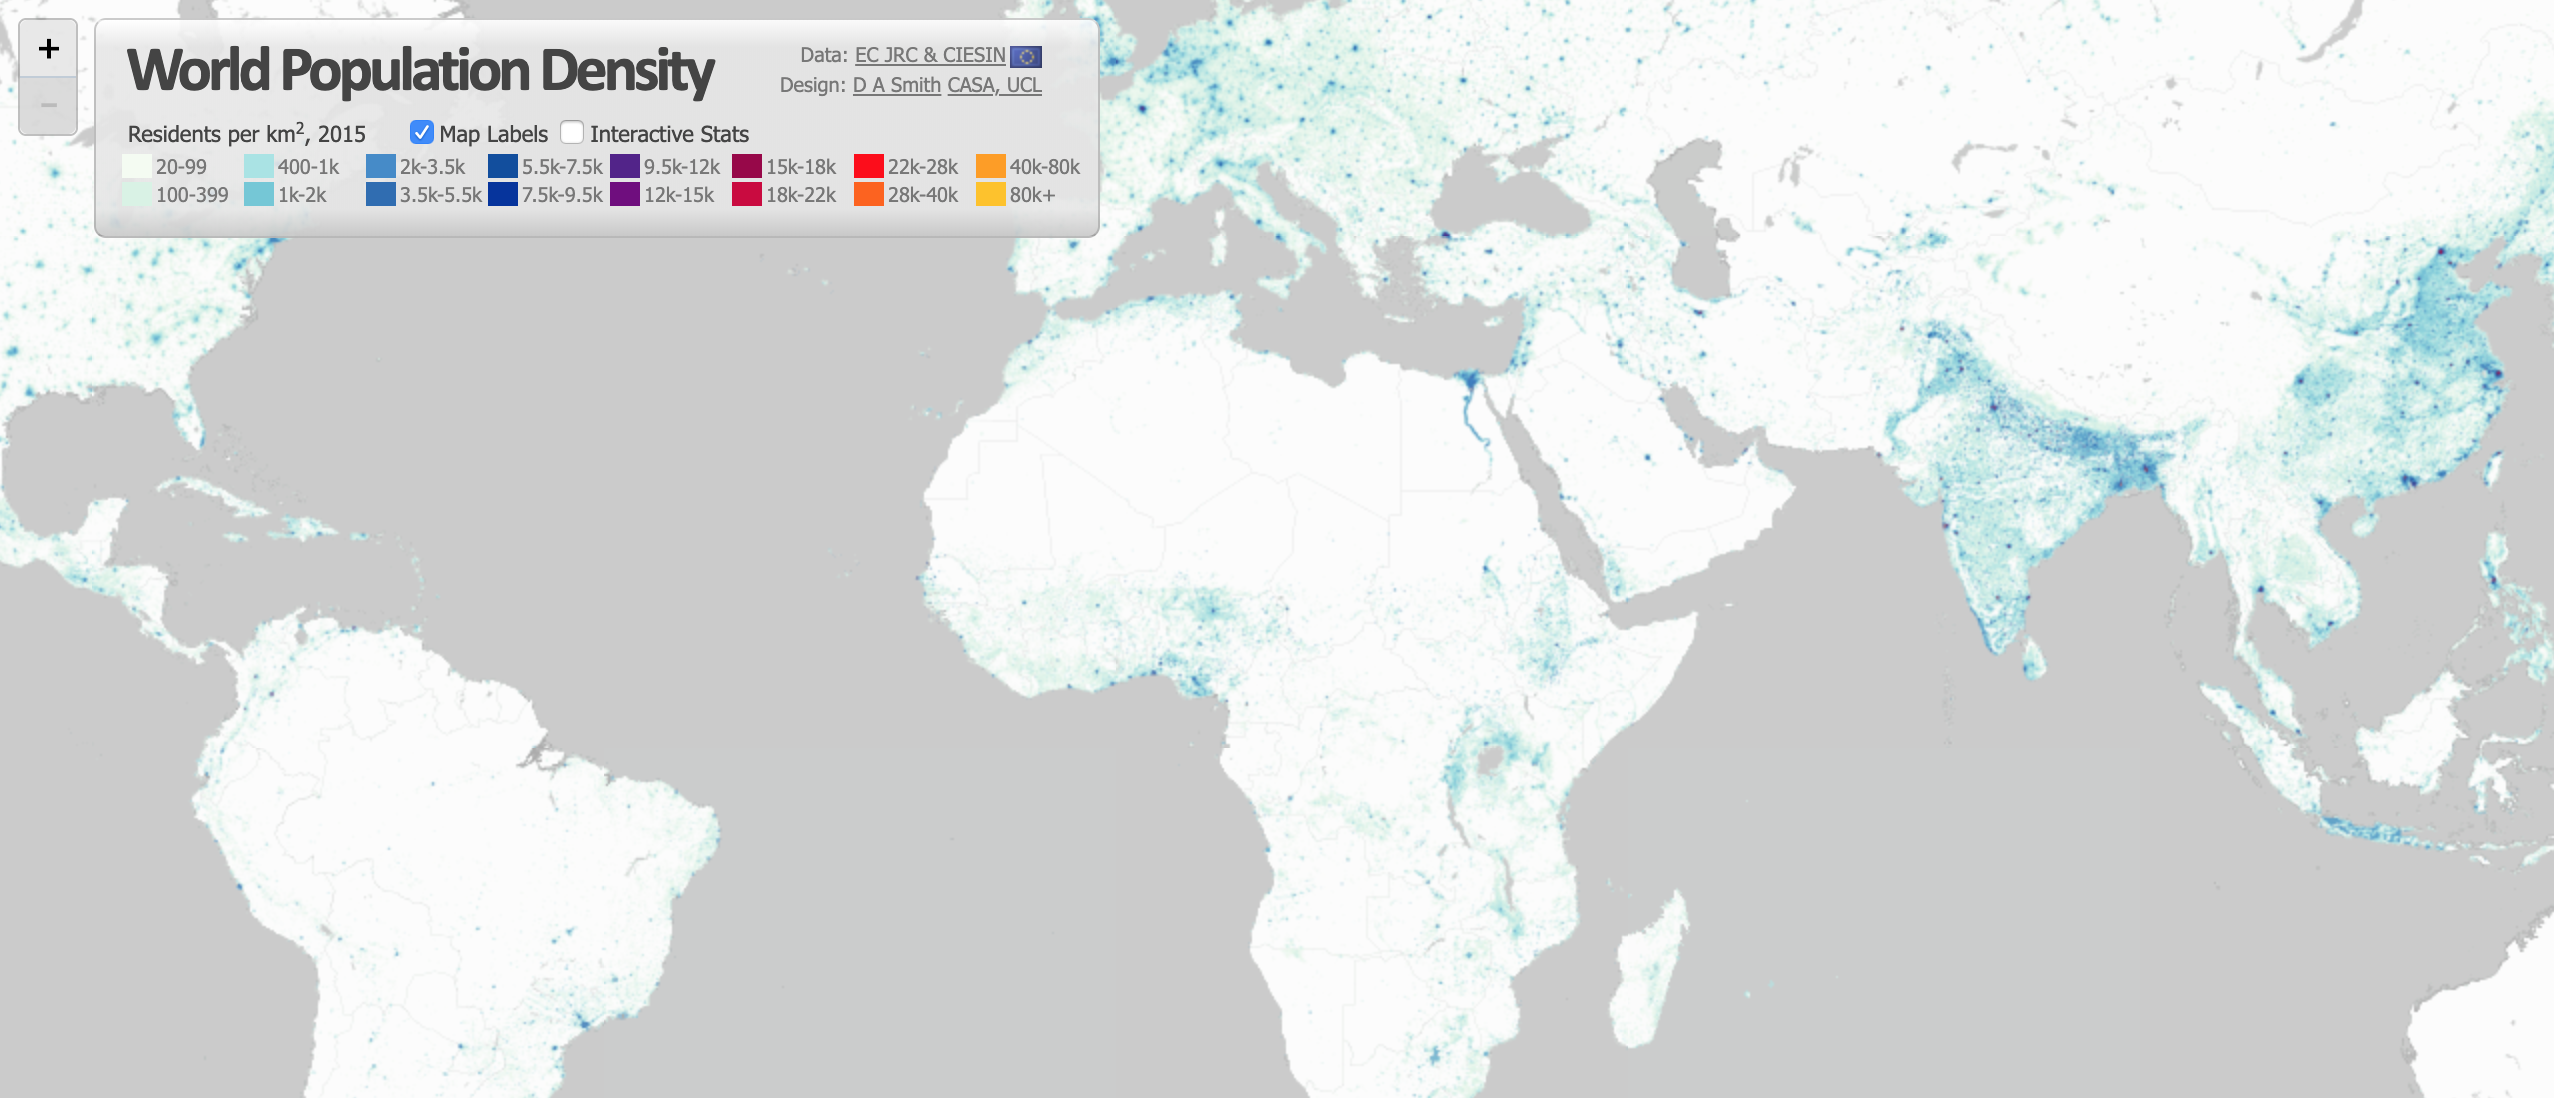 +
−
World Population Density
Data: EC JRC & CIESIN
Design: D A Smith CASA, UCL
Residents per km², 2015
Map Labels
Interactive Stats
20-99
400-1k
2k-3.5k
5.5k-7.5k
9.5k-12k
15k-18k
22k-28k
40k-80k
100-399
1k-2k
3.5k-5.5k
7.5k-9.5k
12k-15k
18k-22k
28k-40k
80k+